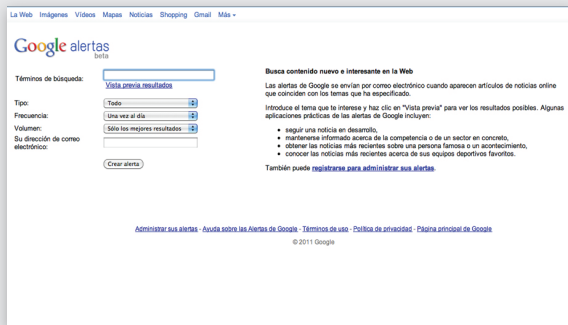 La Web Imágenes Vídeos Mapas Noticias Shopping Gmail Más
Google alertas
beta
Términos de búsqueda:
Vista previa resultados
Tipo: Todo
Frecuencia: Una vez al día
Volumen: Sólo los mejores resultados
Su dirección de correo
electrónico:
Crear alerta
Busca contenido nuevo e interesante en la Web
Las alertas de Google se envían por correo electrónico cuando aparecen artículos de noticias online
que coinciden con los temas que ha especificado.
Introduce el tema que te interese y haz clic en "Vista previa" para ver los resultados posibles. Algunas
aplicaciones prácticas de las alertas de Google incluyen:
seguir una noticia en desarrollo,
mantenerse informado acerca de la competencia o de un sector en concreto,
obtener las noticias más recientes sobre una persona famosa o un acontecimiento,
conocer las noticias más recientes acerca de sus equipos deportivos favoritos.
También puede registrarse para administrar sus alertas.
Administrar sus alertas - Ayuda sobre las Alertas de Google - Términos de uso - Política de privacidad - Página principal de Google
© 2011 Google